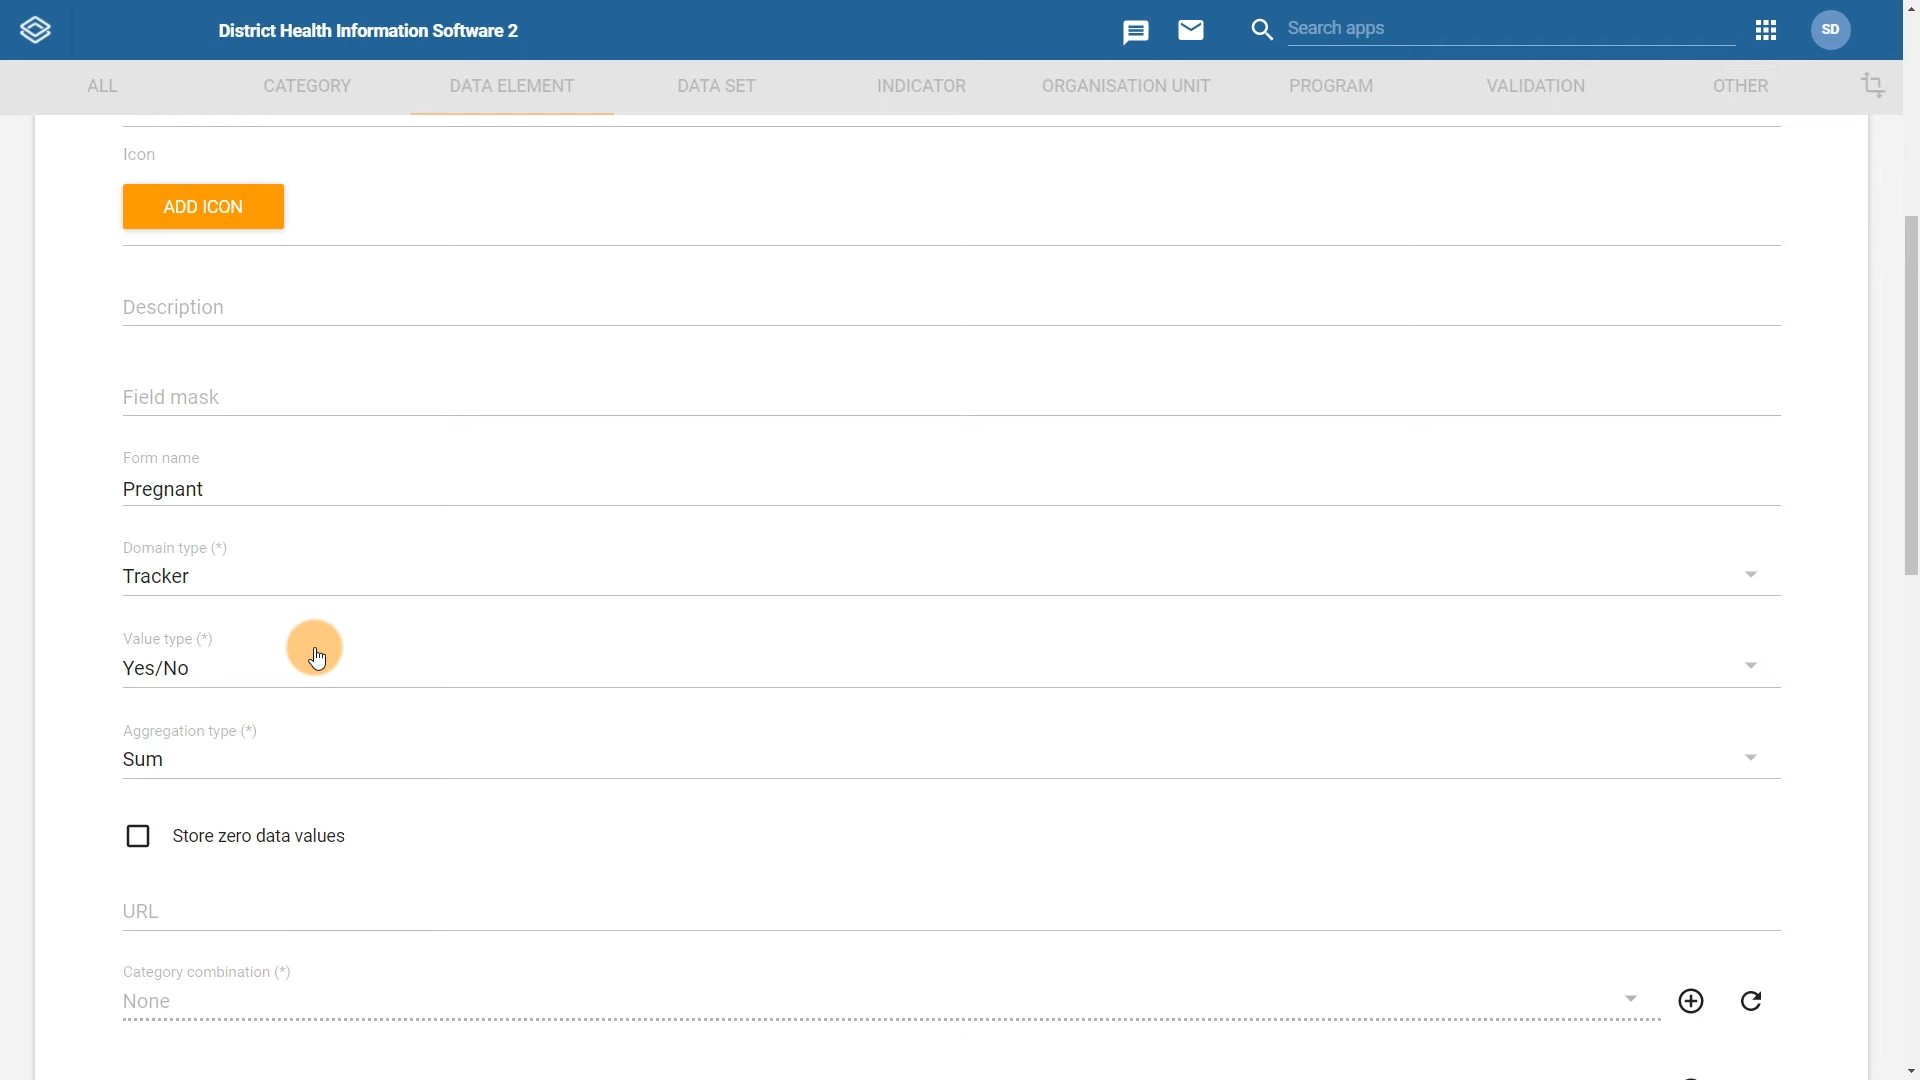 District Health Information Software 2
Search apps
SD
ALL
CATEGORY
DATA ELEMENT
DATA SET
INDICATOR
ORGANISATION UNIT
PROGRAM
VALIDATION
OTHER
Icon
ADD ICON
Description
Field mask
Form name
Pregnant
Domain type (*)
Tracker
Value type (*)
Yes/No
Aggregation type (*)
Sum
Store zero data values
URL
Category combination (*)
None